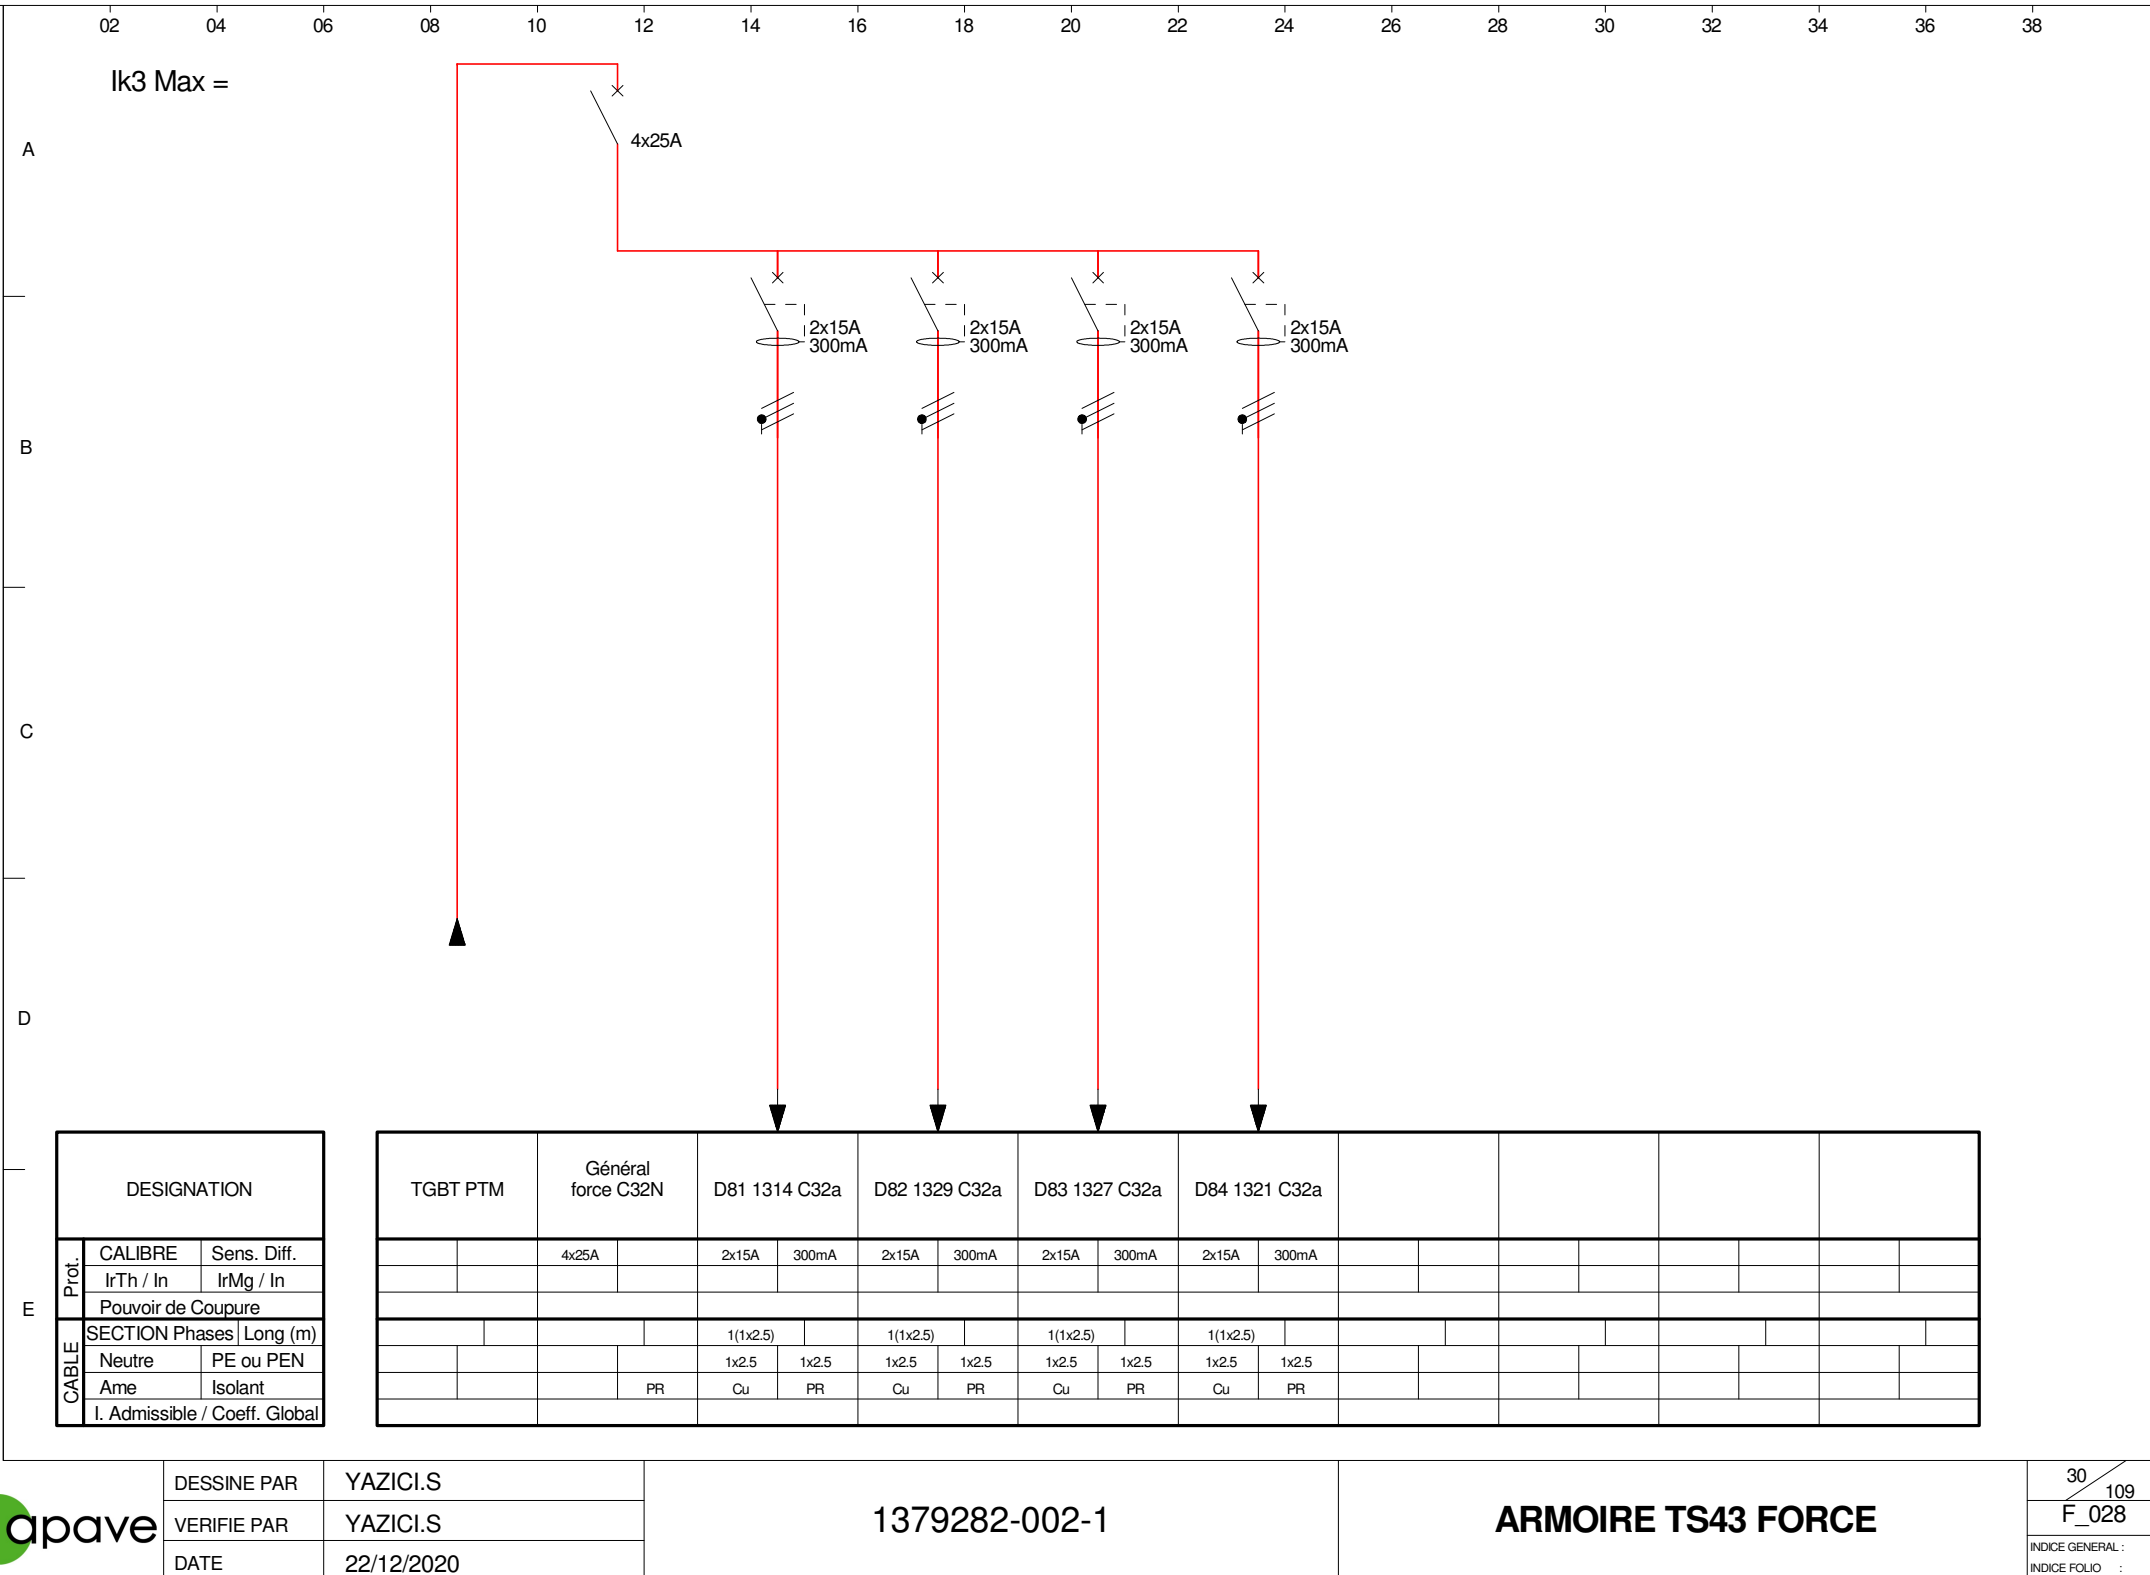 02 04 06 08 10 12 14 16 18 20 22 24 26 28 30 32 34 36 38
Ik3 Max =
A
4x25A
2x15A 2x15A 2x15A 2x15A
300mA 300mA 300mA 300mA
B
C
D
E
DESIGNATION
TGBT PTM
Général
force C32N
D81 1314 C32a
D82 1329 C32a
D83 1327 C32a
D84 1321 C32a
Prot.
CALIBRE Sens. Diff. 4x25A 2x15A 300mA 2x15A 300mA 2x15A 300mA 2x15A 300mA
IrTh / In IrMg / In
Pouvoir de Coupure
CABLE
SECTION Phases Long (m) 1(1x2.5) 1(1x2.5) 1(1x2.5) 1(1x2.5)
Neutre PE ou PEN 1x2.5 1x2.5 1x2.5 1x2.5 1x2.5 1x2.5 1x2.5 1x2.5
Ame Isolant PR Cu PR Cu PR Cu PR Cu PR
I. Admissible / Coeff. Global
apave
DESSINE PAR YAZICI.S
VERIFIE PAR YAZICI.S
DATE 22/12/2020
1379282-002-1
ARMOIRE TS43 FORCE
30
109
F_028
INDICE GENERAL :
INDICE FOLIO :